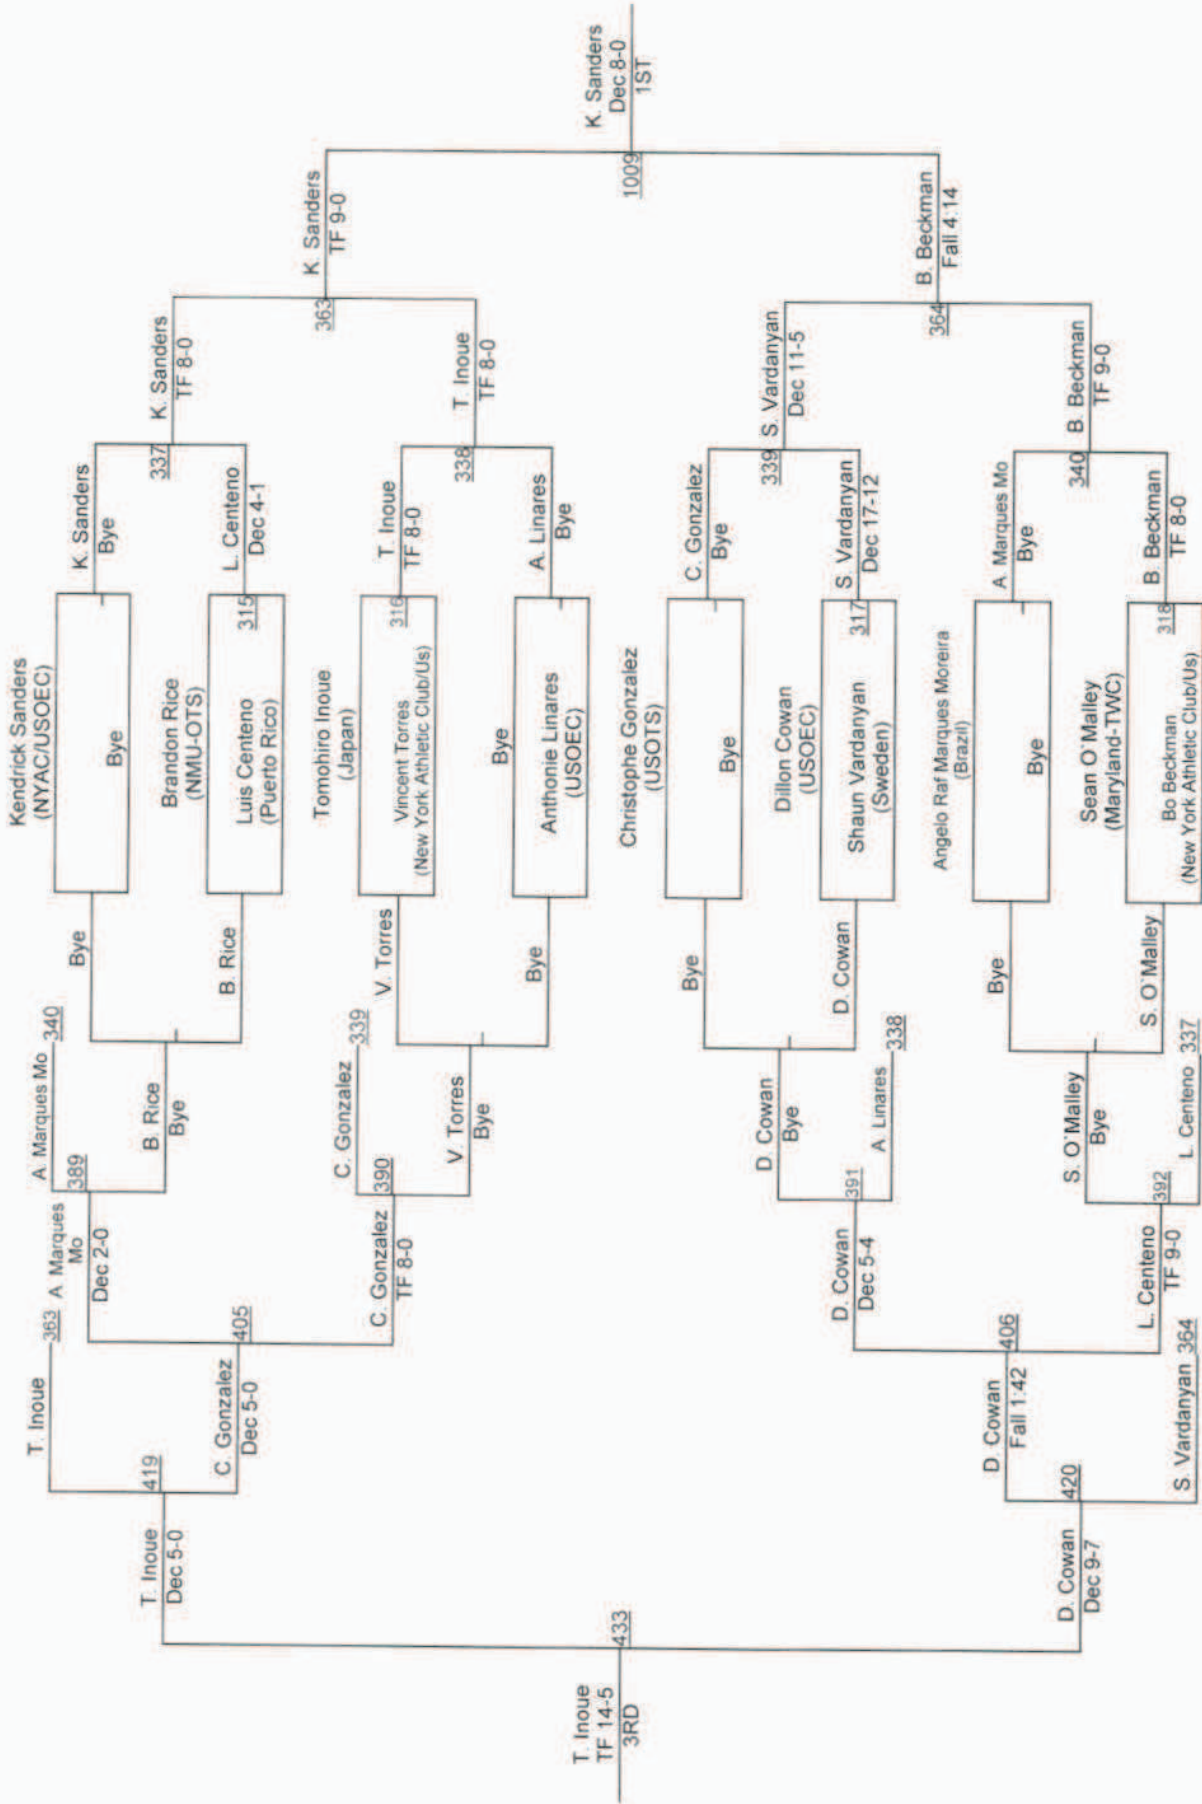 Kendrick Sanders
(NYAC/USOEC)
Bye
Brandon Rice
(NMU-OTS)
Luis Centeno
(Puerto Rico)
315
Tomohiro Inoue
(Japan)
Vincent Torres
(New York Athletic Club/Us)
316
Bye
Anthonie Linares
(USOEC)
Christophe Gonzalez
(USOTS)
Bye
Dillon Cowan
(USOEC)
Shaun Vardanyan
(Sweden)
317
Angelo Raf Marques Moreira
(Brazil)
Bye
Sean O`Malley
(Maryland-TWC)
Bo Beckman
(New York Athletic Club/Us)
318
K. Sanders
Bye
L. Centeno
Dec 4-1
T. Inoue
TF 8-0
A. Linares
Bye
C. Gonzalez
Bye
S. Vardanyan
Dec 17-12
A. Marques Mo
Bye
B. Beckman
TF 8-0
337
K. Sanders
TF 8-0
338
T. Inoue
TF 8-0
339
S. Vardanyan
Dec 11-5
340
B. Beckman
TF 9-0
363
K. Sanders
TF 9-0
364
B. Beckman
Fall 4:14
1009
K. Sanders
Dec 8-0
1ST
Bye
B. Rice
V. Torres
Bye
Bye
D. Cowan
Bye
S. O`Malley
A. Marques Mo 340
B. Rice
Bye
C. Gonzalez 339
V. Torres
Bye
D. Cowan
Bye
A. Linares 338
S. O`Malley
Bye
L. Centeno 337
389
A. Marques
Mo
Dec 2-0
390
C. Gonzalez
TF 8-0
391
D. Cowan
Dec 5-4
392
L. Centeno
TF 9-0
T. Inoue 363
405
C. Gonzalez
Dec 5-0
406
D. Cowan
Fall 1:42
S. Vardanyan 364
419
T. Inoue
Dec 5-0
420
D. Cowan
Dec 9-7
433
T. Inoue
TF 14-5
3RD